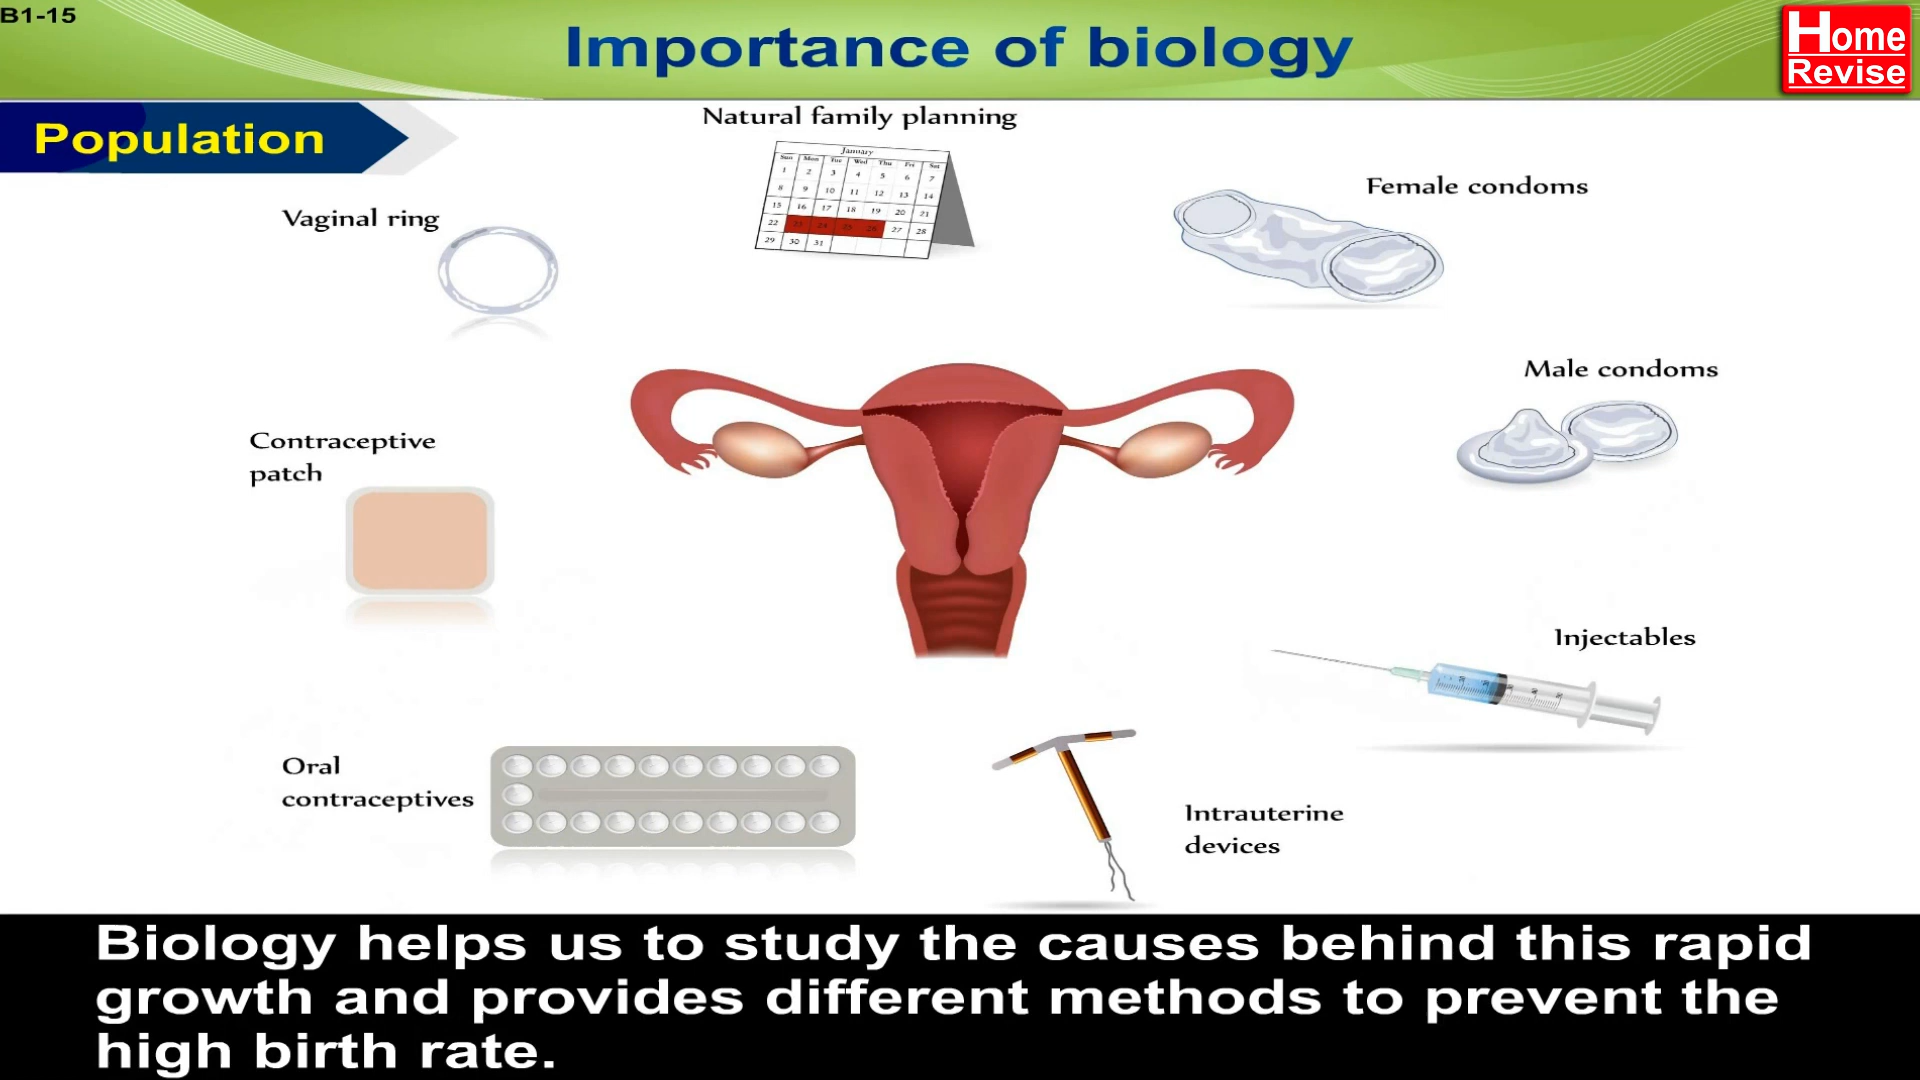 B1-15
Importance of biology
Home
Revise
Population
Natural family planning
January
Sun Mon Tue Wed Thu Fri Sat
1 2 3 4 5 6 7
8 9 10 11 12 13 14
15 16 17 18 19 20 21
22 23 24 25 26 27 28
29 30 31
Female condoms
Vaginal ring
Male condoms
Contraceptive
patch
Injectables
Oral
contraceptives
Intrauterine
devices
Biology helps us to study the causes behind this rapid
growth and provides different methods to prevent the
high birth rate.